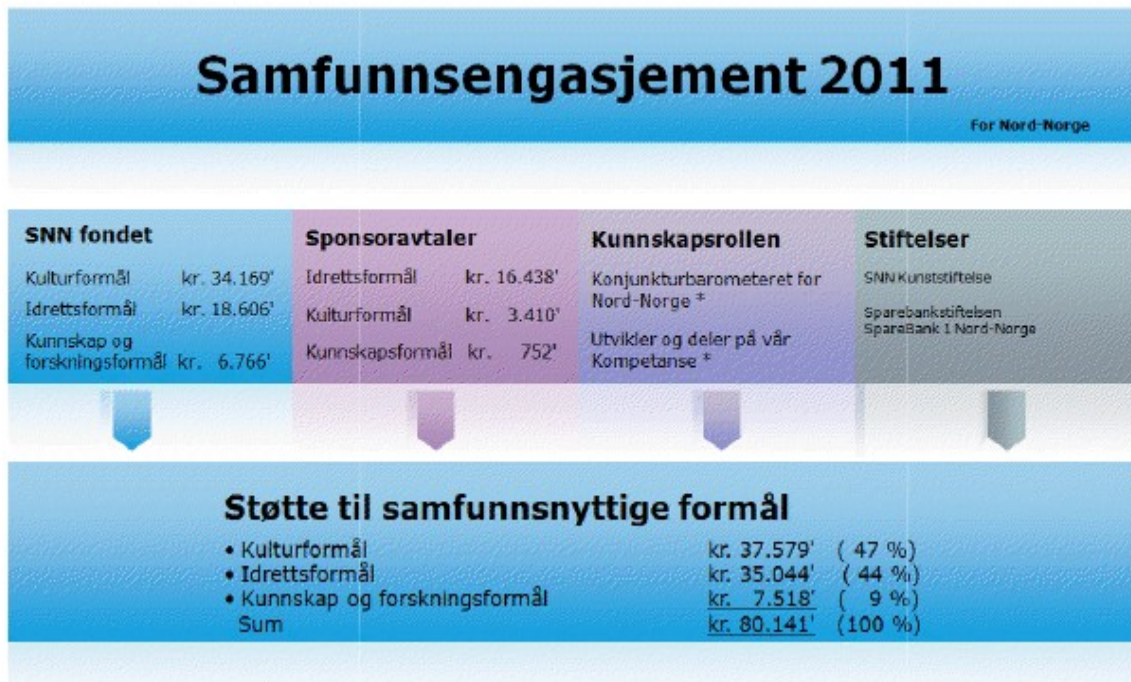 Samfunnsengasjement 2011
For Nord-Norge
SNN fondet
Kulturformål kr. 34.169'
Idrettsformål kr. 18.606'
Kunnskap og
forskningsformål kr. 6.766'
Sponsoravtaler
Idrettsformål kr. 16.438'
Kulturformål kr. 3.410'
Kunnskapsformål kr. 752'
Kunnskapsrollen
Konjunkturbarometeret for
Nord-Norge *
Utvikler og deler på vår
Kompetanse *
Stiftelser
SNN Kunststiftelse
Sparebankstiftelsen
SpareBank 1 Nord-Norge
Støtte til samfunnsnyttige formål
• Kulturformål kr. 37.579' ( 47 %)
• Idrettsformål kr. 35.044' ( 44 %)
• Kunnskap og forskningsformål kr. 7.518' ( 9 %)
Sum kr. 80.141' (100 %)